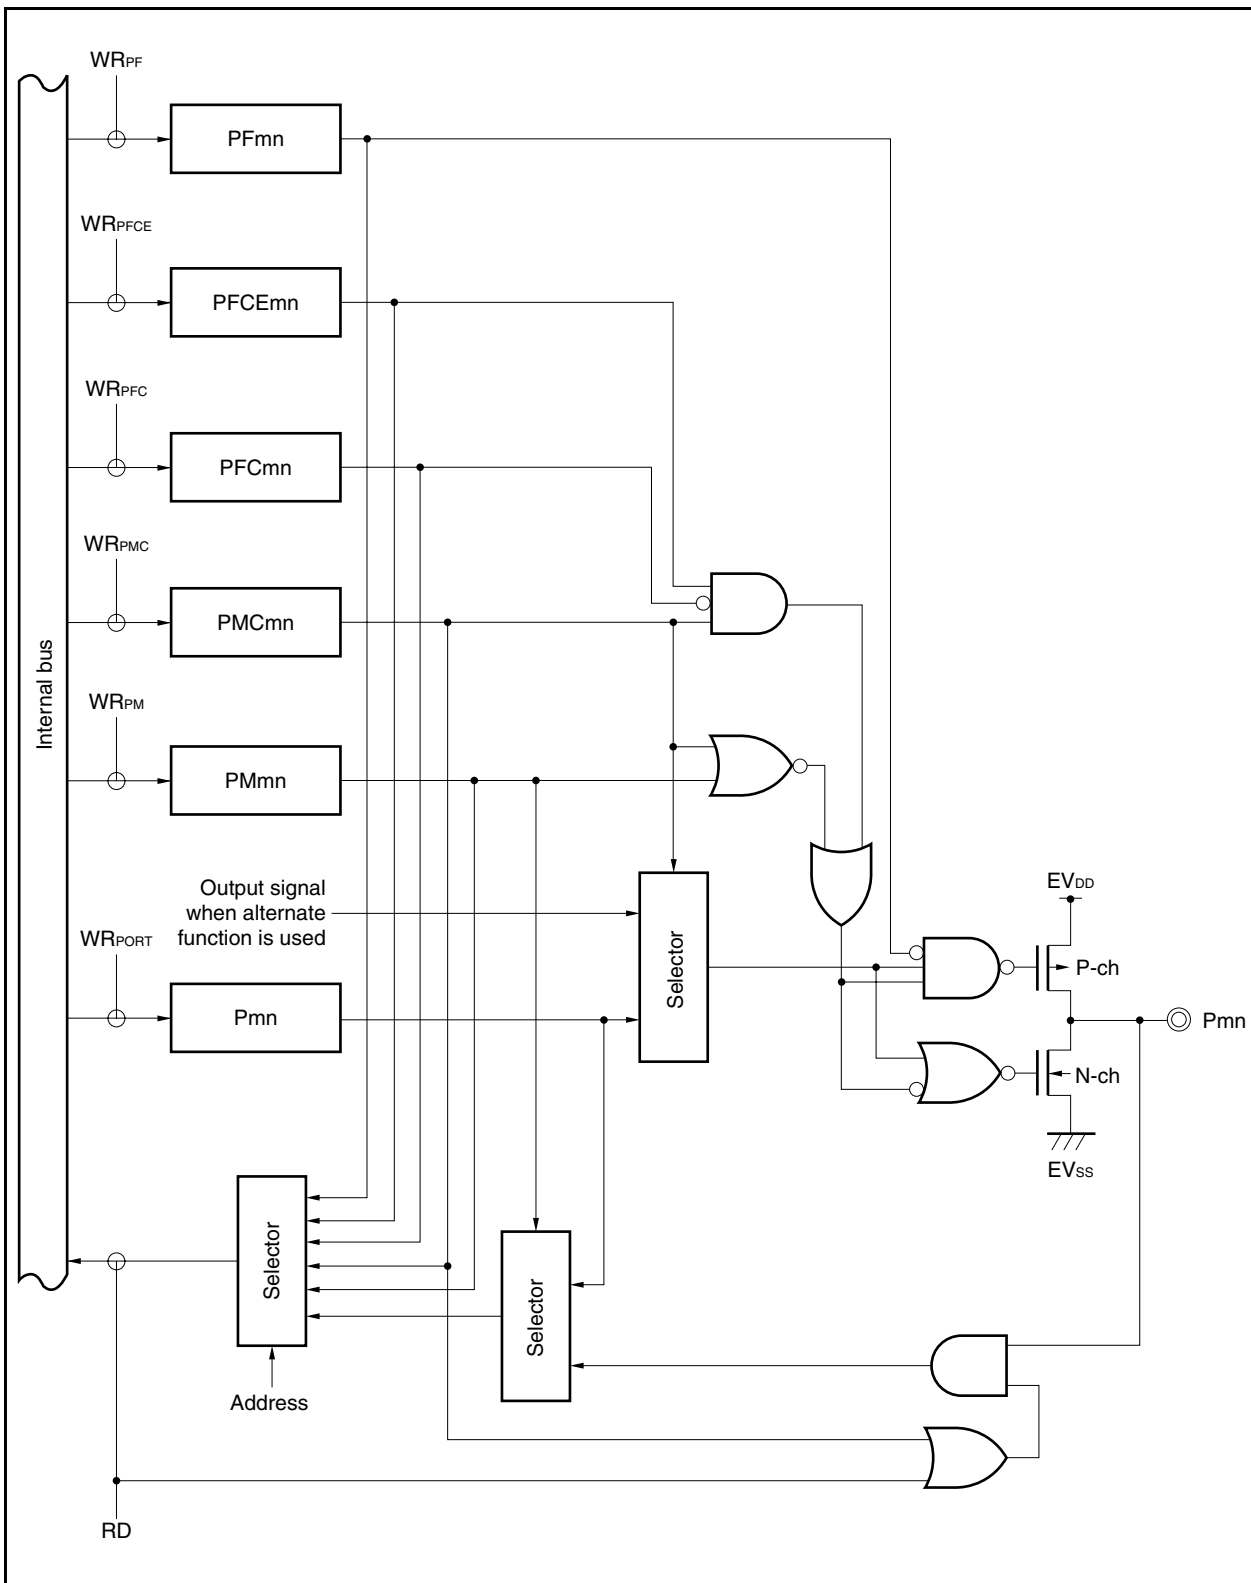 WRPF
PFmn
WRPFCE
PFCEmn
WRPFC
PFCmn
WRPMC
PMCmn
Internal bus
WRPM
PMmn
Output signal
when alternate
function is used
WRPORT
Pmn
Selector
EVDD
P-ch
Pmn
N-ch
EVSS
Selector
Selector
Address
RD